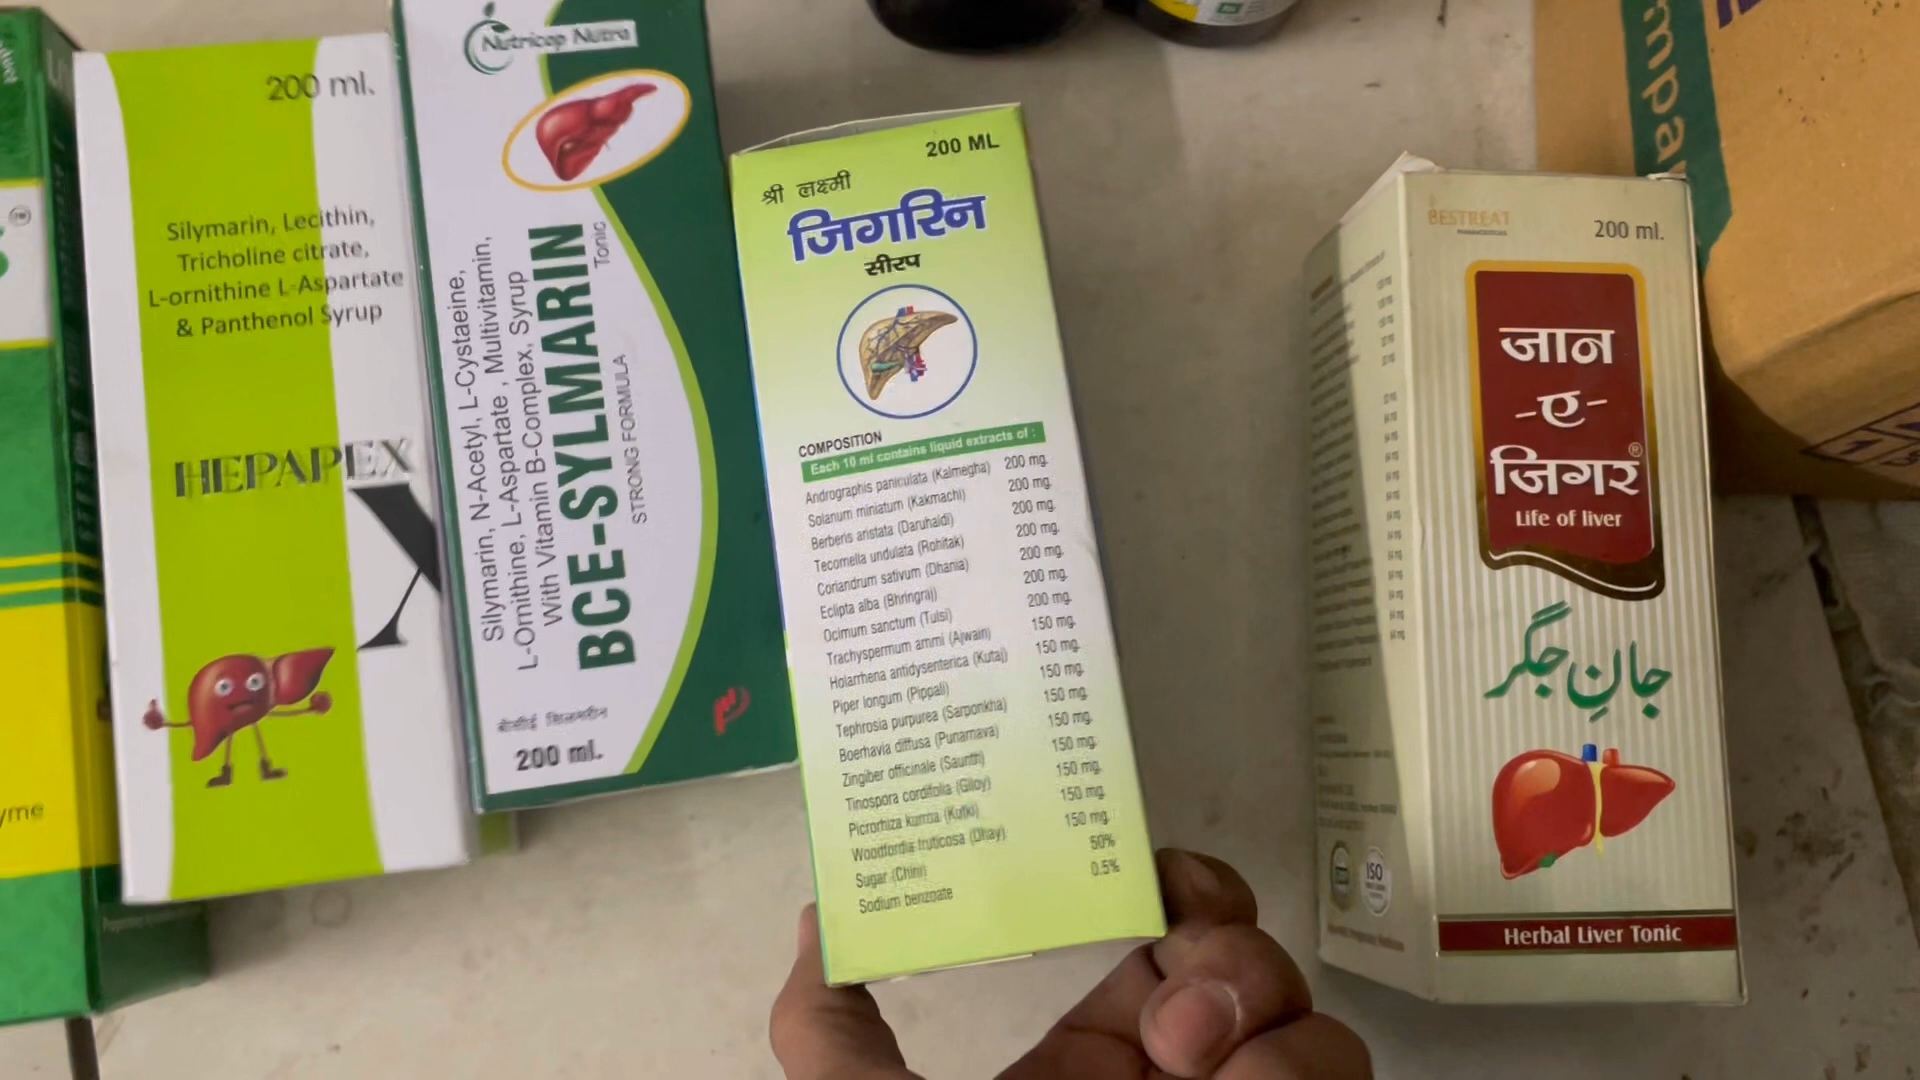 200 ml.
Silymarin, Lecithin,
Tricholine citrate,
L-ornithine L-Aspartate
& Panthenol Syrup
HEPAPEX
X
yme
Nutricap Nutra
Silymarin, N-Acetyl, L-Cystaeine,
L-Ornithine, L-Aspartate , Multivitamin,
With Vitamin B-Complex, Syrup
BCE-SYLMARIN
Tonic
STRONG FORMULA
बीसीई सिलमरीन
200 ml.
200 ML
श्री लक्ष्मी
जिगरिन
सीरप
COMPOSITION
Each 10 ml contains liquid extracts of :
Andrographis paniculata (Kalmegha) 200 mg.
Solanum miniatum (Kakmachi) 200 mg.
Berberis aristata (Daruhaldi) 200 mg.
Tecomella undulata (Rohitak) 200 mg.
Coriandrum sativum (Dhania) 200 mg.
Eclipta alba (Bhringraj) 200 mg.
Ocimum sanctum (Tulsi) 200 mg.
Trachyspermum ammi (Ajwain) 150 mg.
Holarrhena antidysenterica (Kutaj) 150 mg.
Piper longum (Pippali) 150 mg.
Tephrosia purpurea (Sarponkha) 150 mg.
Boerhavia diffusa (Punarnava) 150 mg.
Zingiber officinale (Saunth) 150 mg.
Tinospora cordifolia (Giloy) 150 mg.
Picrorhiza kurroa (Kutki) 150 mg.
Woodfordia fruticosa (Dhay) 150 mg.
Sugar (Chini) 50%
Sodium benzoate 0.5%
BESTREAT
200 ml.
जान
-ए-
जिगर®
Life of liver
جانِ جگر
ISO
Herbal Liver Tonic
mpa